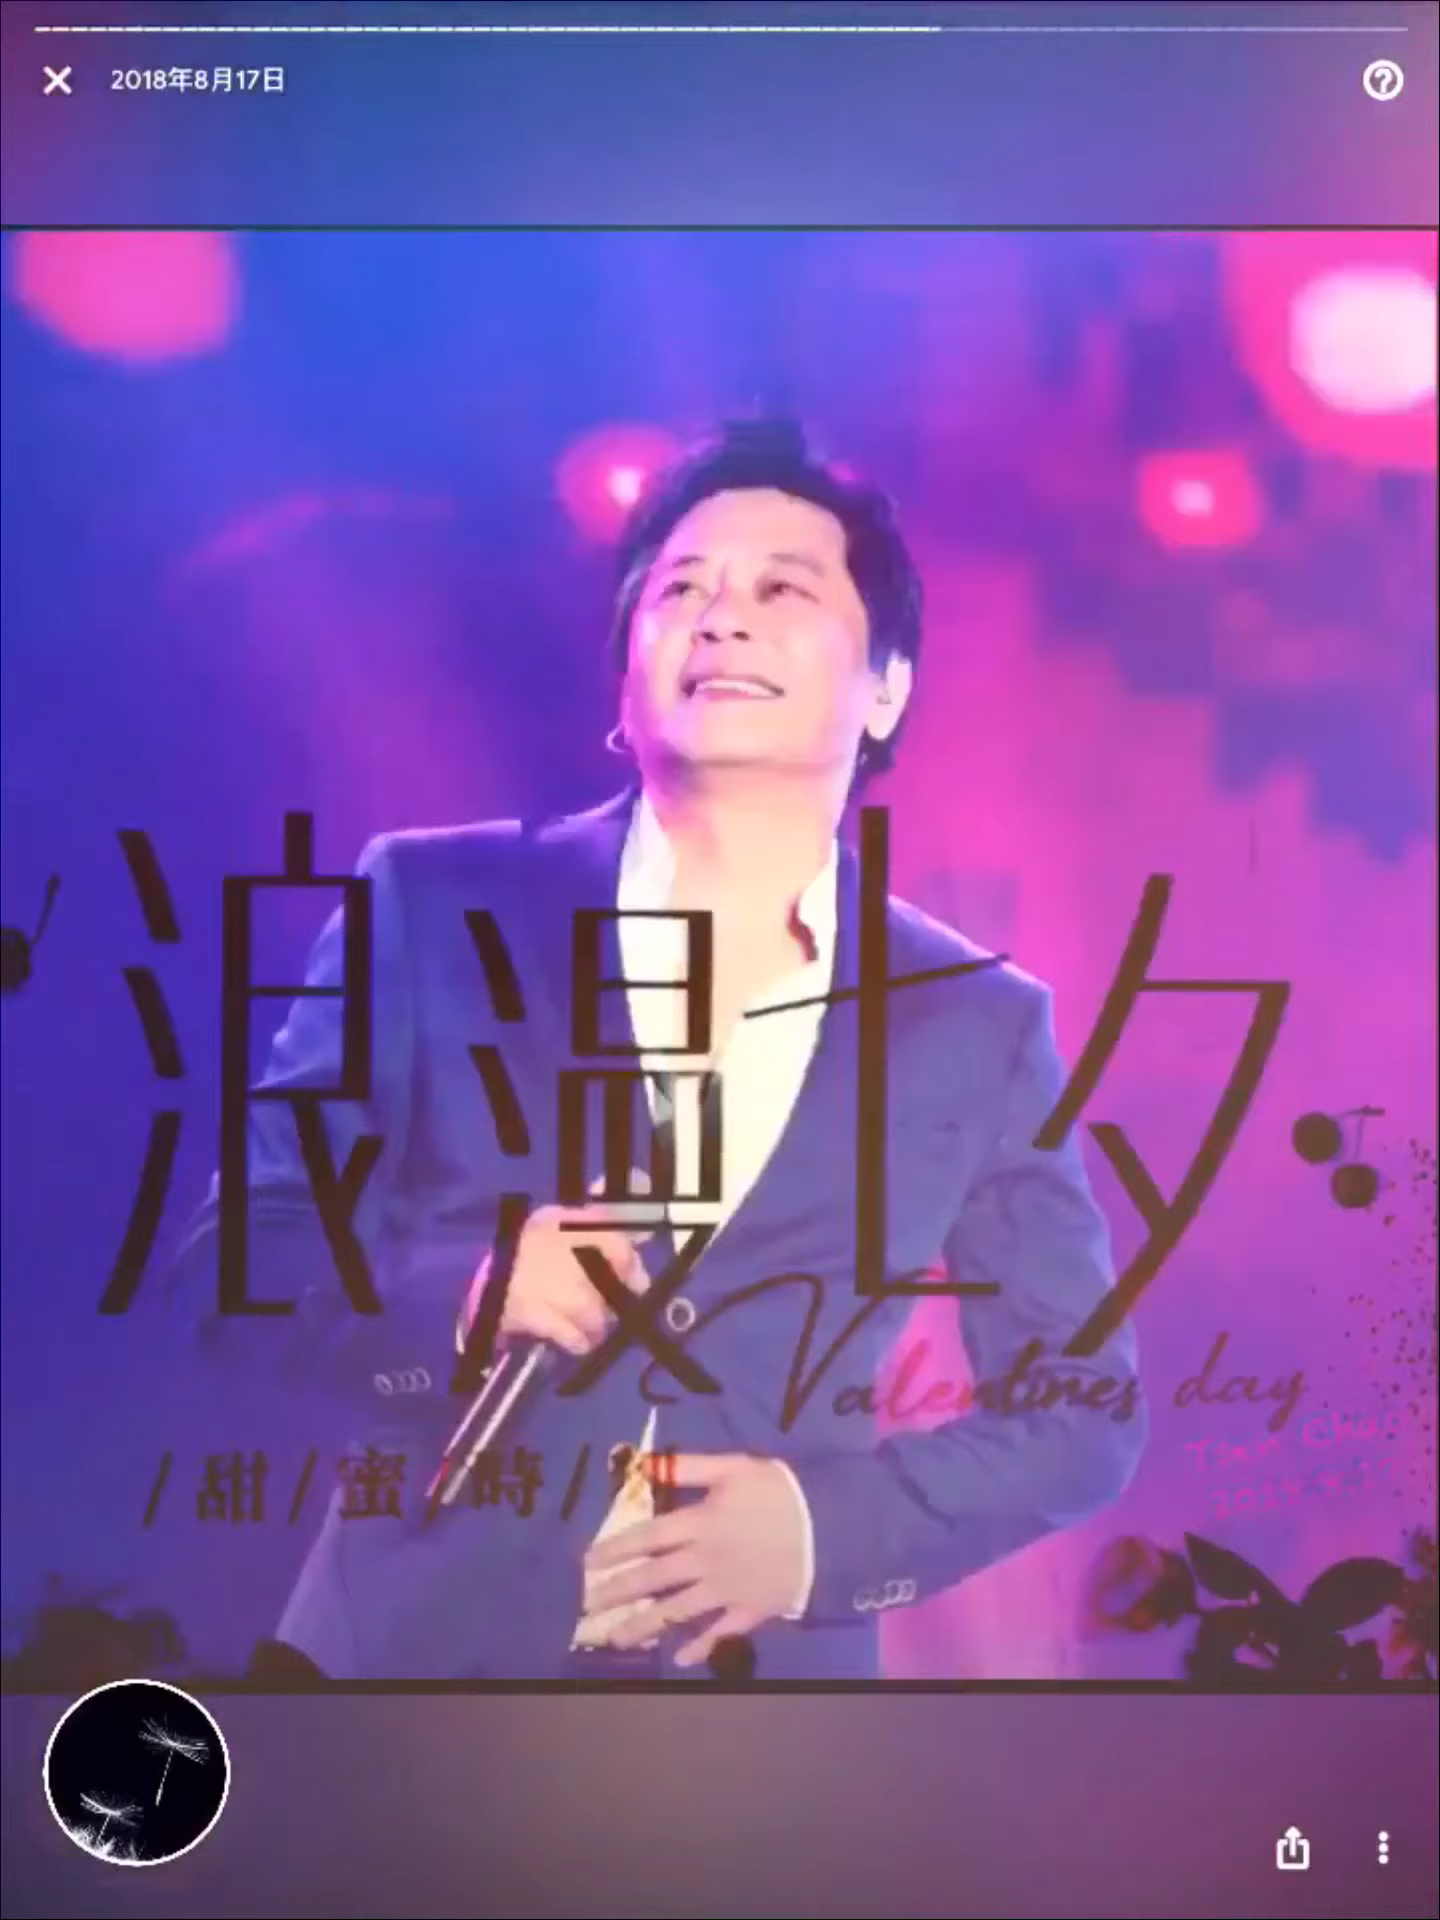 2018年8月17日
浪漫七夕
Valentines day
/ 甜 / 蜜 / 時 /